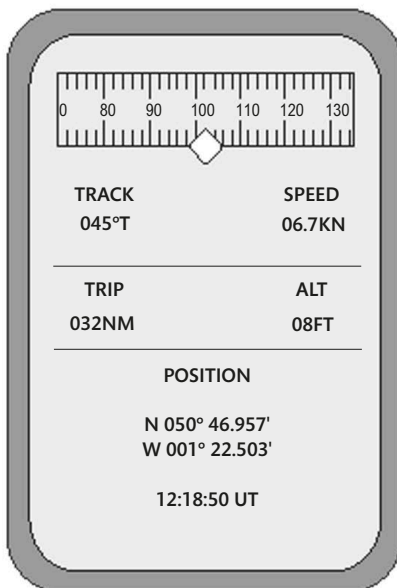 0 80 90 100 110 120 130
TRACK SPEED
045°T 06.7KN
TRIP ALT
032NM 08FT
POSITION
N 050° 46.957'
W 001° 22.503'
12:18:50 UT